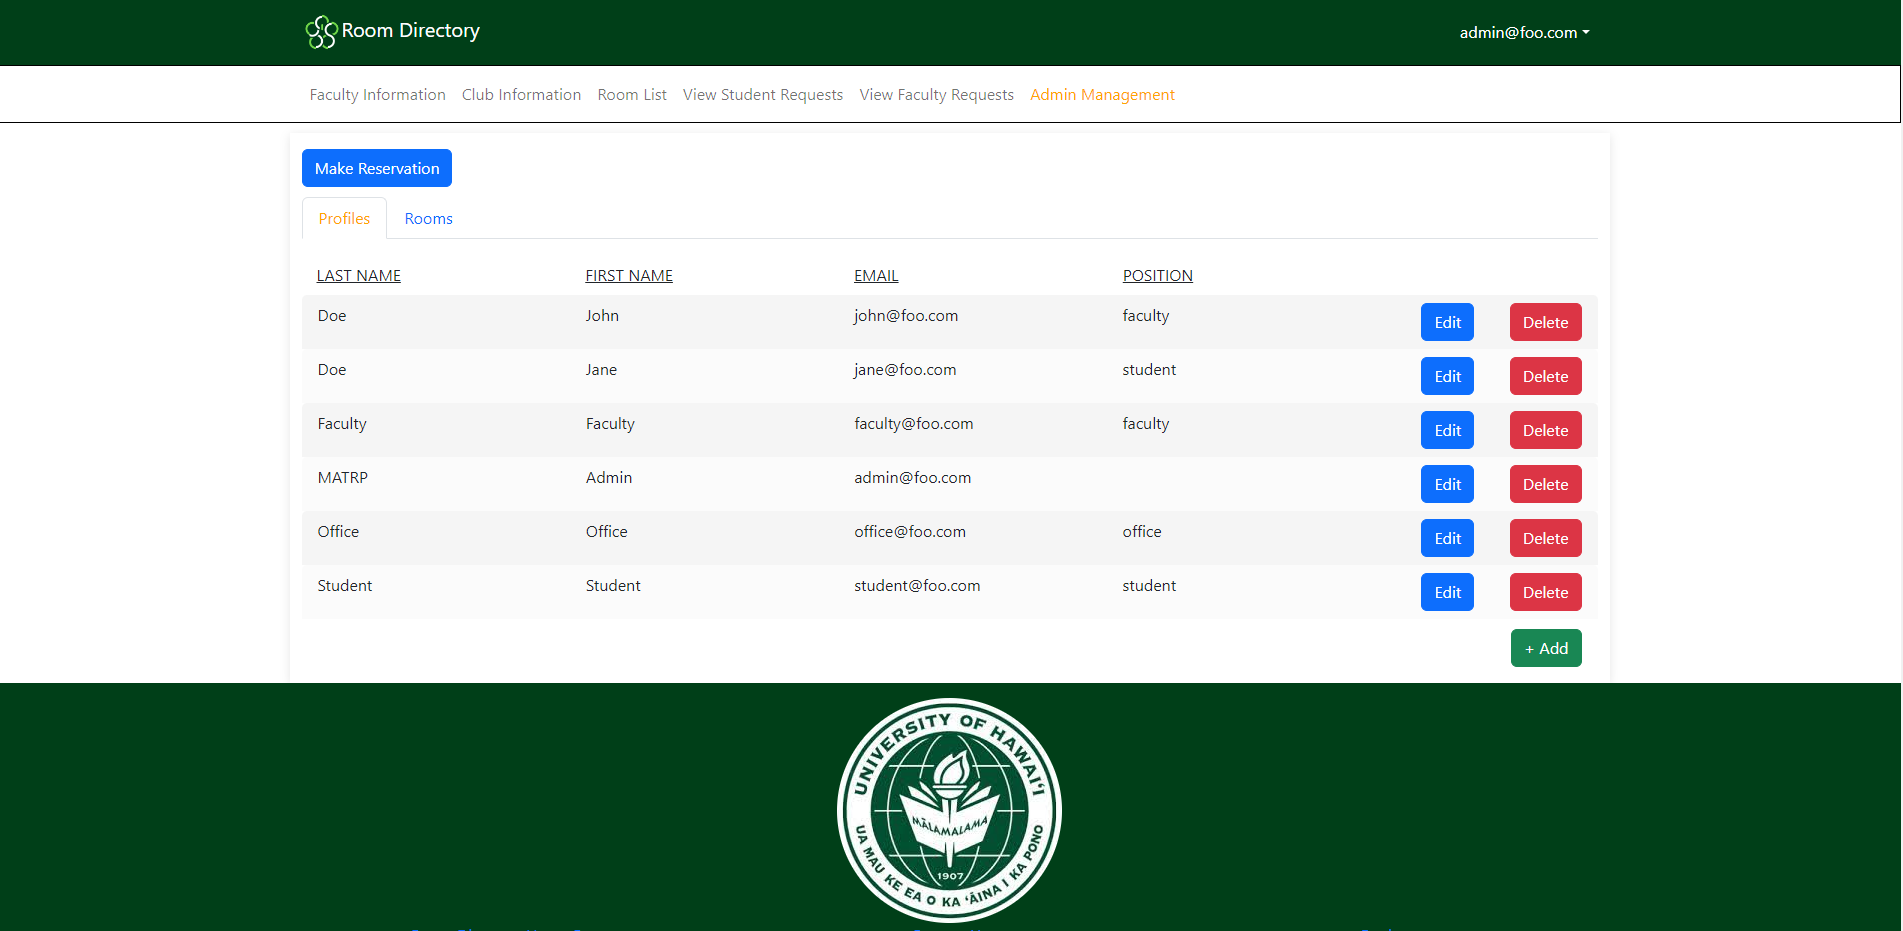 Room Directory
admin@foo.com
Faculty Information Club Information Room List View Student Requests View Faculty Requests Admin Management
Make Reservation
Profiles Rooms
LAST NAME FIRST NAME EMAIL POSITION
Doe John john@foo.com faculty Edit Delete
Doe Jane jane@foo.com student Edit Delete
Faculty Faculty faculty@foo.com faculty Edit Delete
MATRP Admin admin@foo.com Edit Delete
Office Office office@foo.com office Edit Delete
Student Student student@foo.com student Edit Delete
+ Add
UNIVERSITY OF HAWAIʻI
MĀLAMALAMA
1907
UA MAU KE EA O KA ʻĀINA I KA PONO